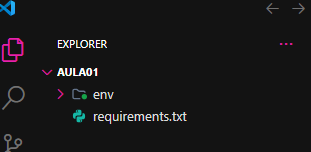 EXPLORER
AULA01
env
requirements.txt